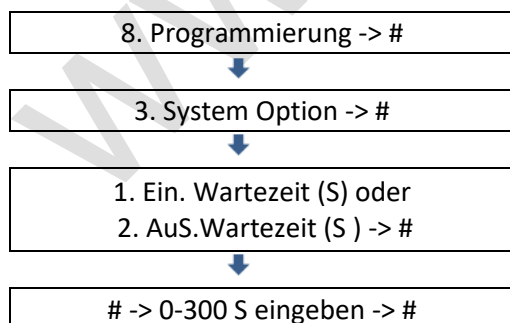 8. Programmierung -> #
3. System Option -> #
1. Ein. Wartezeit (S) oder
2. AuS.Wartezeit (S ) -> #
# -> 0-300 S eingeben -> #